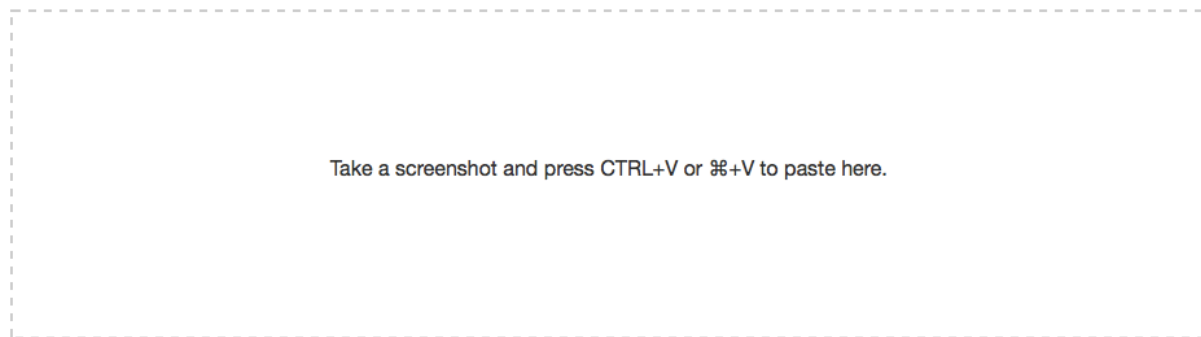 Take a screenshot and press CTRL+V or ⌘+V to paste here.